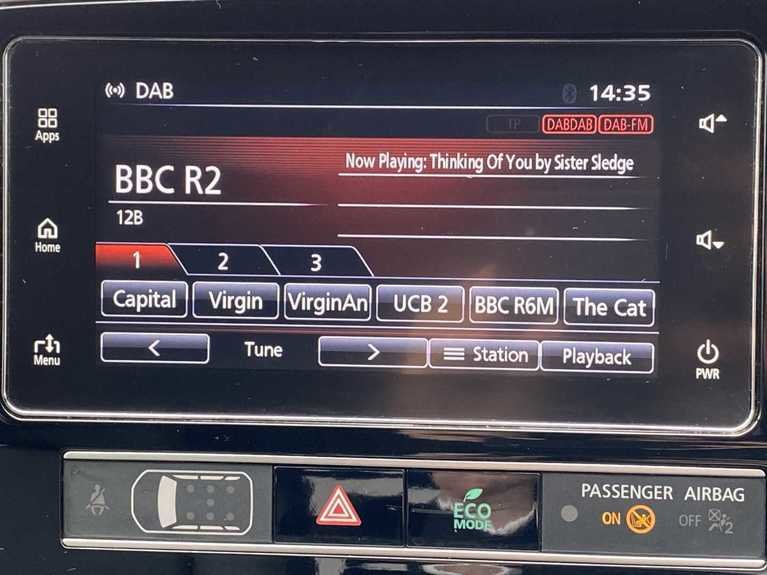 DAB
14:35
TP DABDAB DAB-FM
Apps
Now Playing: Thinking Of You by Sister Sledge
BBC R2
12B
Home
1 2 3
Capital Virgin VirginAn UCB 2 BBC R6M The Cat
Menu
< Tune > Station Playback
PWR
ECO
MODE
PASSENGER AIRBAG
ON OFF 2